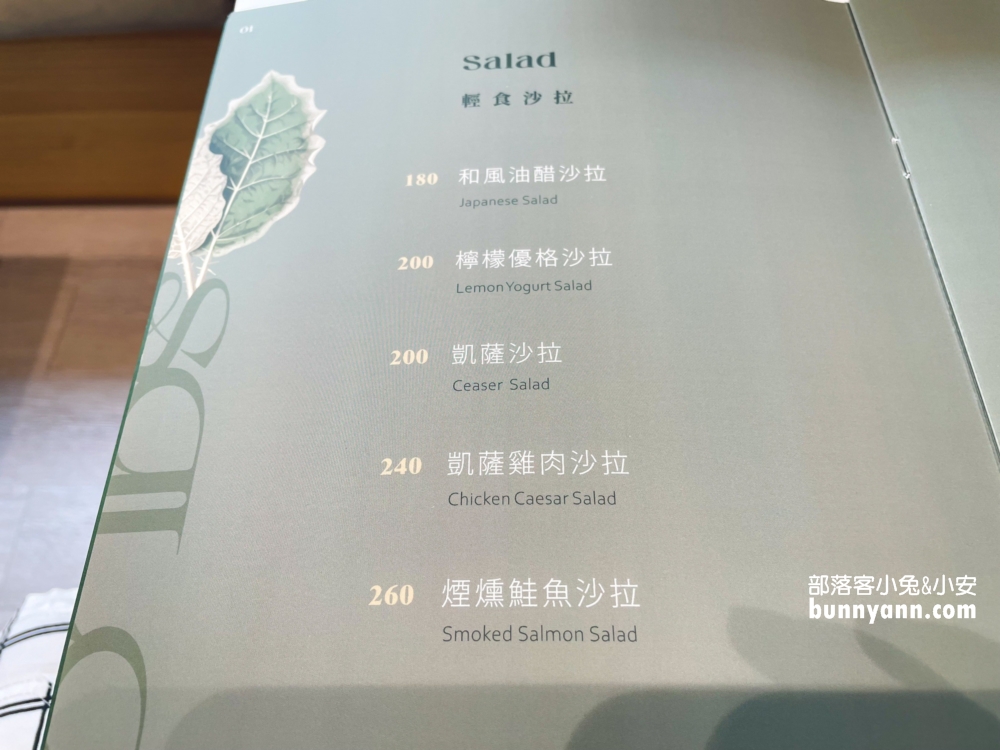 01
Salad
輕食沙拉
180 和風油醋沙拉
Japanese Salad
200 檸檬優格沙拉
Lemon Yogurt Salad
200 凱薩沙拉
Ceaser Salad
240 凱薩雞肉沙拉
Chicken Caesar Salad
260 煙燻鮭魚沙拉
Smoked Salmon Salad
部落客小兔&小安
bunnyann.com